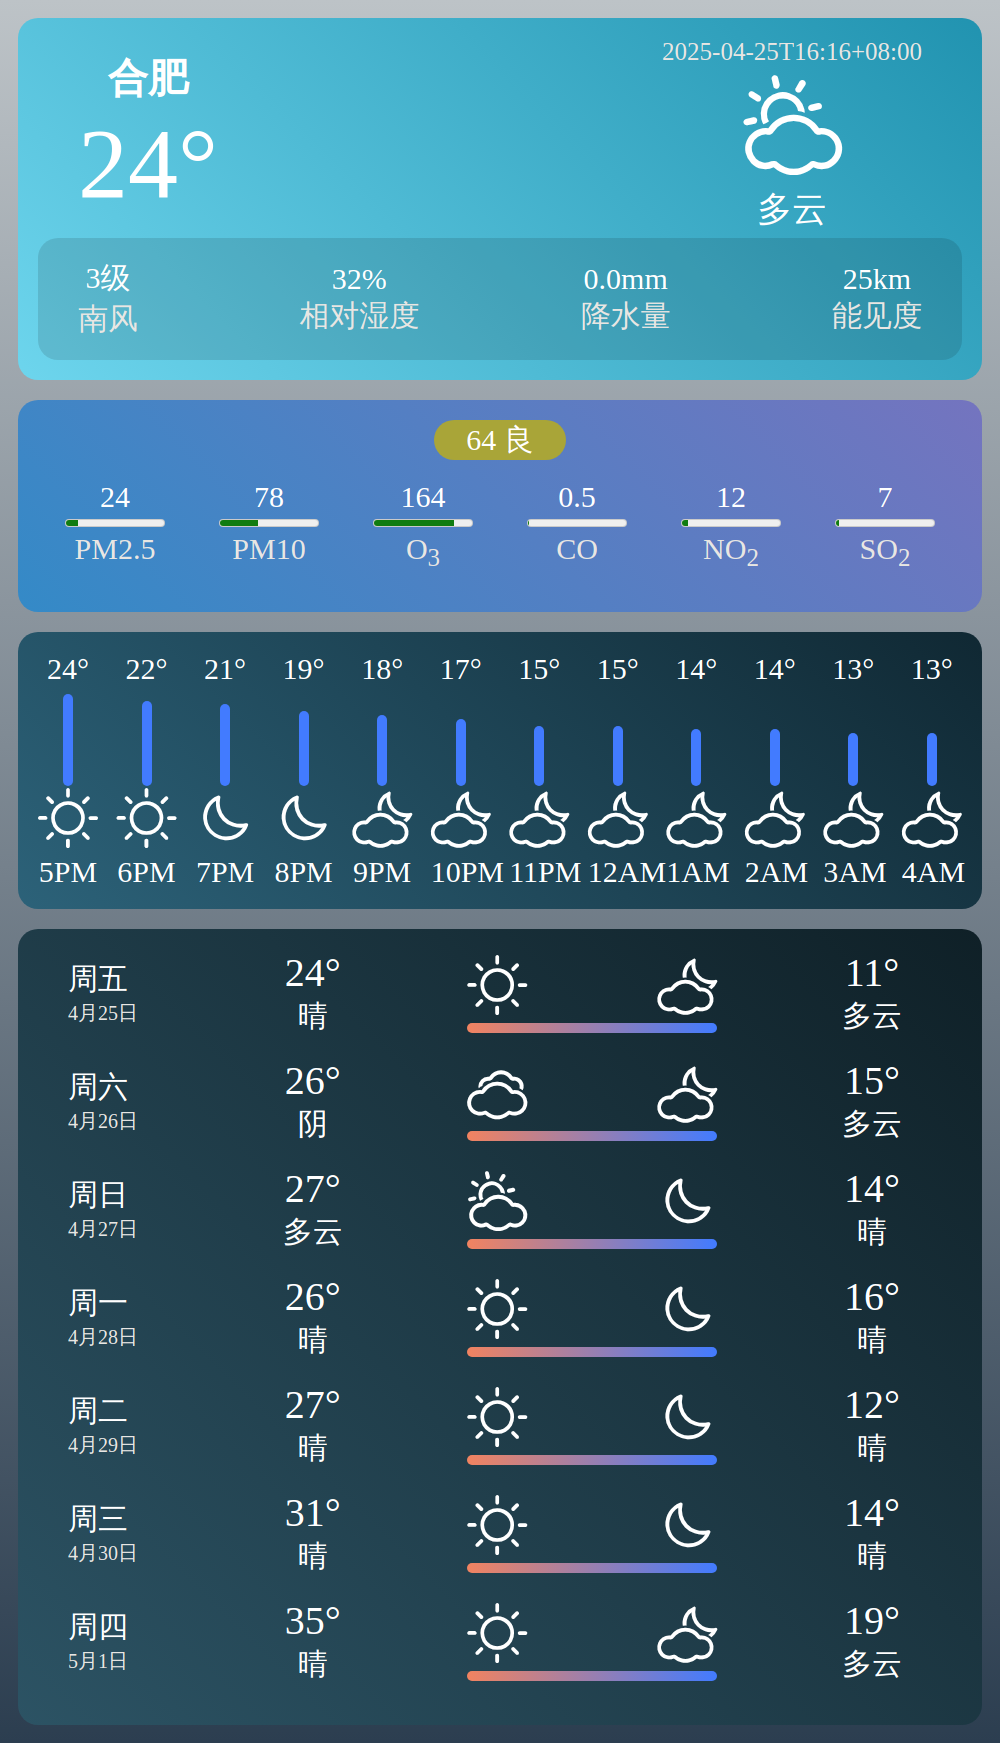 合肥
2025-04-25T16:16+08:00
24°
多云
3级 32% 0.0mm 25km
南风 相对湿度 降水量 能见度
64 良
24 78 164 0.5 12 7
PM2.5 PM10 O3 CO NO2 SO2
24° 22° 21° 19° 18° 17° 15° 15° 14° 14° 13° 13°
5PM 6PM 7PM 8PM 9PM 10PM 11PM 12AM 1AM 2AM 3AM 4AM
周五 24° 11°
4月25日 晴 多云
周六 26° 15°
4月26日 阴 多云
周日 27° 14°
4月27日 多云 晴
周一 26° 16°
4月28日 晴 晴
周二 27° 12°
4月29日 晴 晴
周三 31° 14°
4月30日 晴 晴
周四 35° 19°
5月1日 晴 多云